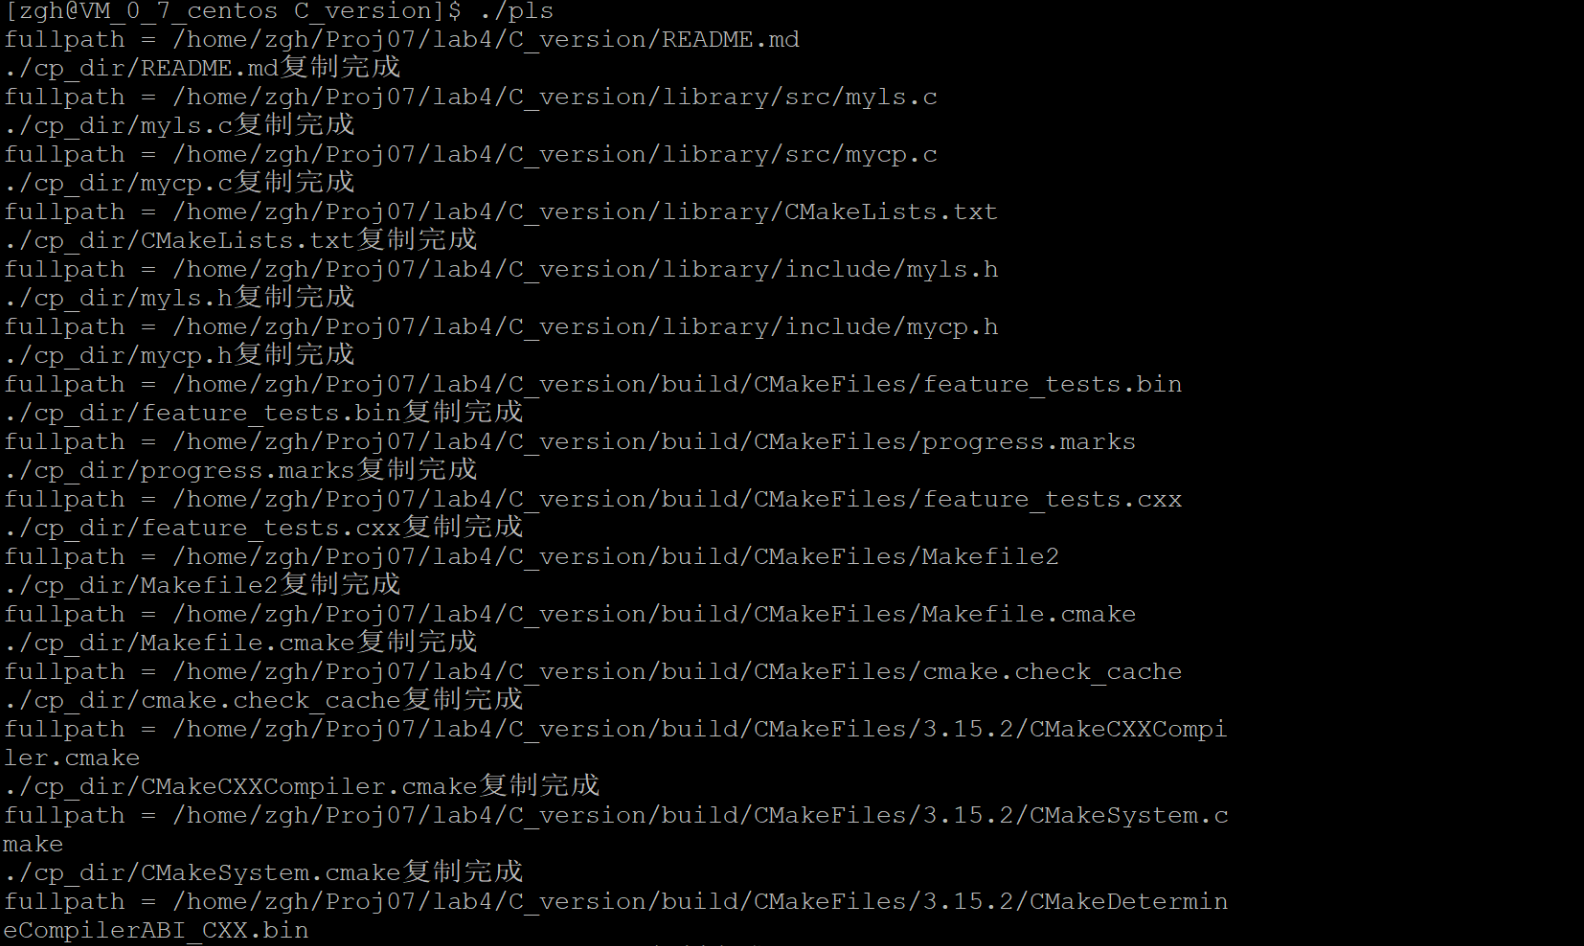 [zgh@VM_0_7_centos C_version]$ ./pls
fullpath = /home/zgh/Proj07/lab4/C_version/README.md
./cp_dir/README.md复制完成
fullpath = /home/zgh/Proj07/lab4/C_version/library/src/myls.c
./cp_dir/myls.c复制完成
fullpath = /home/zgh/Proj07/lab4/C_version/library/src/mycp.c
./cp_dir/mycp.c复制完成
fullpath = /home/zgh/Proj07/lab4/C_version/library/CMakeLists.txt
./cp_dir/CMakeLists.txt复制完成
fullpath = /home/zgh/Proj07/lab4/C_version/library/include/myls.h
./cp_dir/myls.h复制完成
fullpath = /home/zgh/Proj07/lab4/C_version/library/include/mycp.h
./cp_dir/mycp.h复制完成
fullpath = /home/zgh/Proj07/lab4/C_version/build/CMakeFiles/feature_tests.bin
./cp_dir/feature_tests.bin复制完成
fullpath = /home/zgh/Proj07/lab4/C_version/build/CMakeFiles/progress.marks
./cp_dir/progress.marks复制完成
fullpath = /home/zgh/Proj07/lab4/C_version/build/CMakeFiles/feature_tests.cxx
./cp_dir/feature_tests.cxx复制完成
fullpath = /home/zgh/Proj07/lab4/C_version/build/CMakeFiles/Makefile2
./cp_dir/Makefile2复制完成
fullpath = /home/zgh/Proj07/lab4/C_version/build/CMakeFiles/Makefile.cmake
./cp_dir/Makefile.cmake复制完成
fullpath = /home/zgh/Proj07/lab4/C_version/build/CMakeFiles/cmake.check_cache
./cp_dir/cmake.check_cache复制完成
fullpath = /home/zgh/Proj07/lab4/C_version/build/CMakeFiles/3.15.2/CMakeCXXCompi
ler.cmake
./cp_dir/CMakeCXXCompiler.cmake复制完成
fullpath = /home/zgh/Proj07/lab4/C_version/build/CMakeFiles/3.15.2/CMakeSystem.c
make
./cp_dir/CMakeSystem.cmake复制完成
fullpath = /home/zgh/Proj07/lab4/C_version/build/CMakeFiles/3.15.2/CMakeDetermin
eCompilerABI_CXX.bin